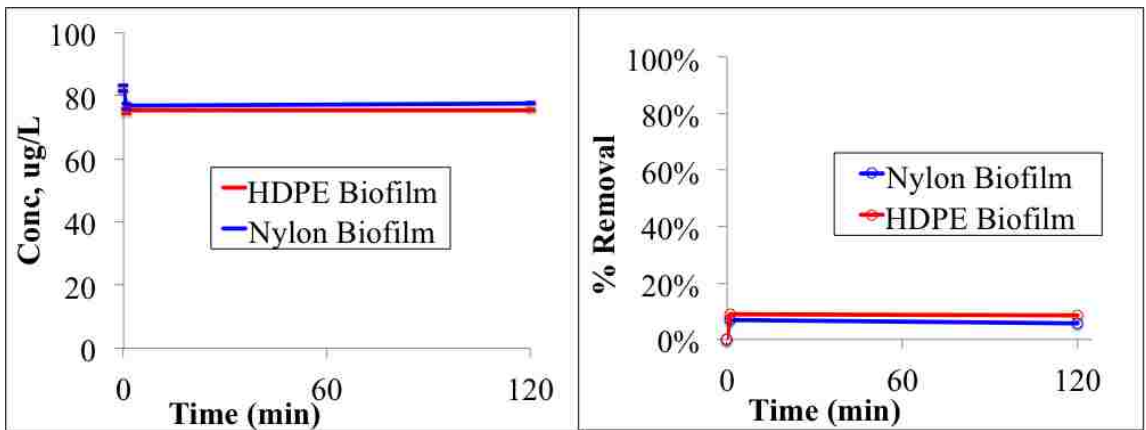 Conc, ug/L
100
80
60
40
20
0
HDPE Biofilm
Nylon Biofilm
0 60 120
Time (min)
% Removal
100%
80%
60%
40%
20%
0%
Nylon Biofilm
HDPE Biofilm
0 60 120
Time (min)